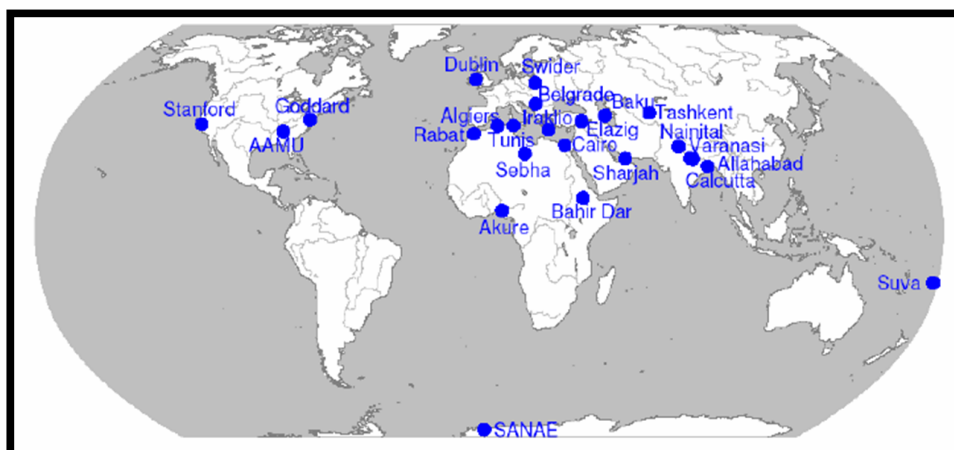 Dublin
Swider
Belgrade
Baku
Tashkent
Stanford
Goddard
Algiers
Iraklio
Elazig
Nainital
Varanasi
AAMU
Rabat
Tunis
Cairo
Allahabad
Sebha
Sharjah
Calcutta
Akure
Bahir Dar
Suva
SANAE